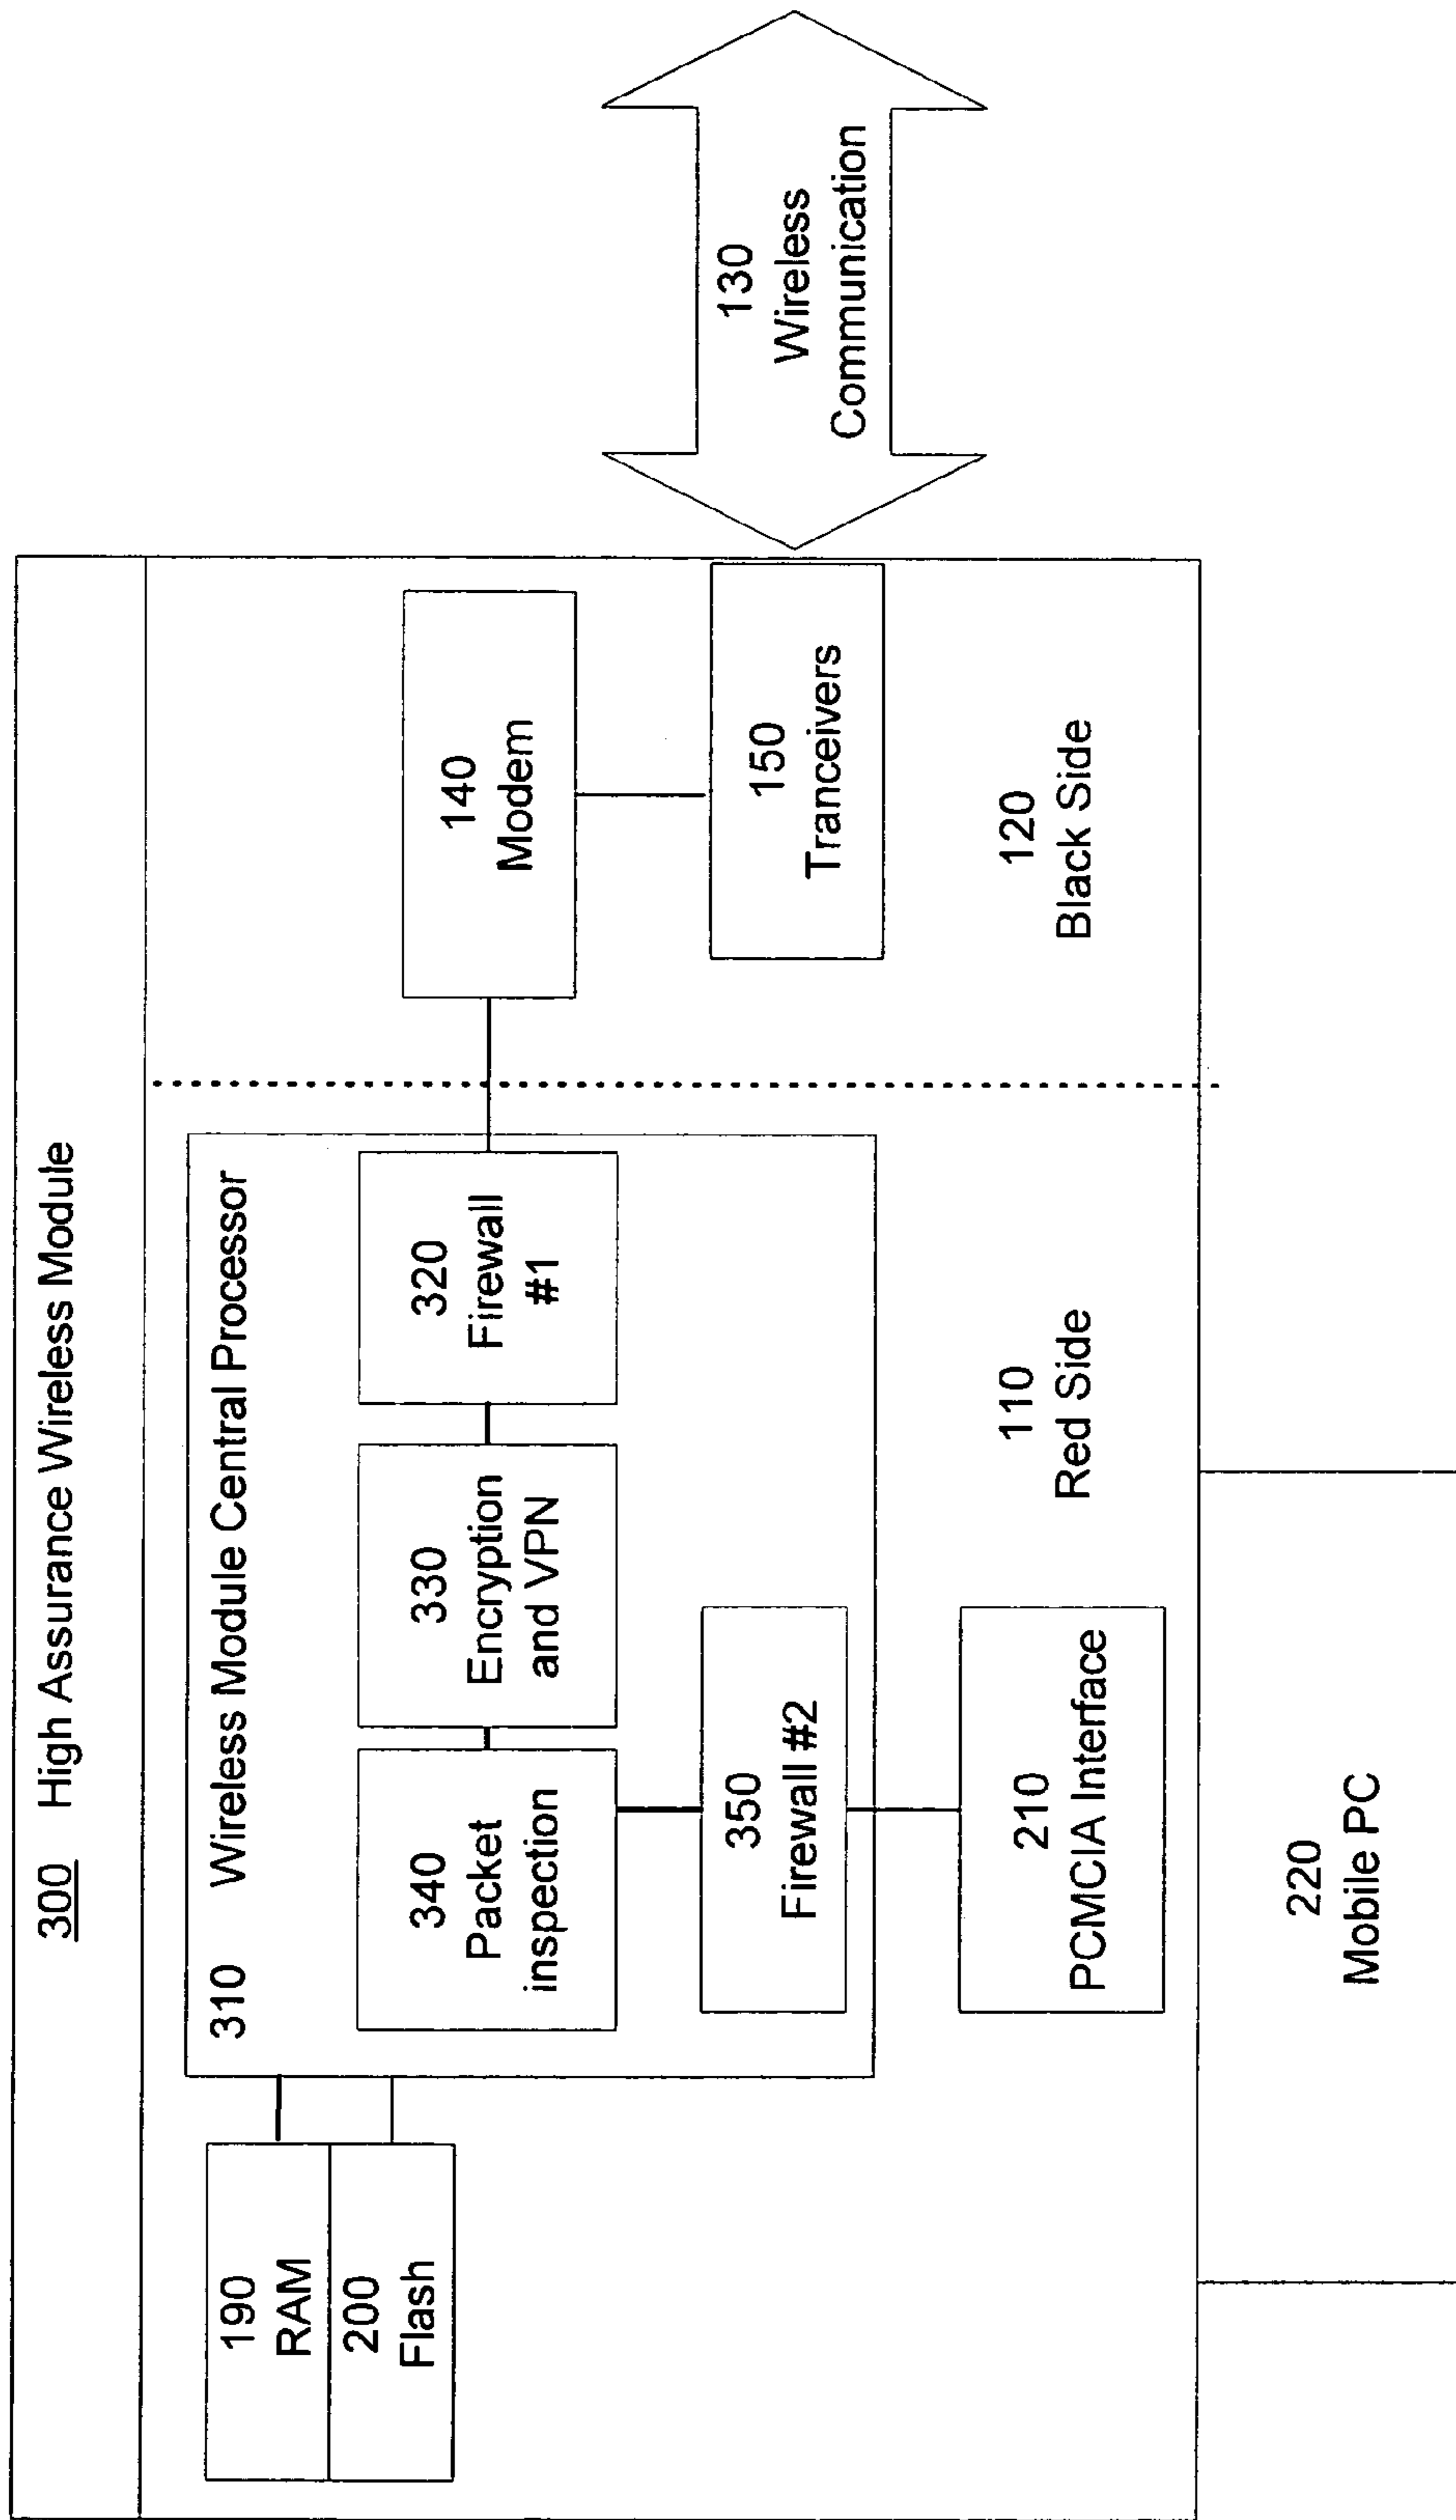 300 High Assurance Wireless Module
310 Wireless Module Central Processor
190
RAM
200
Flash
340
Packet
inspection
330
Encryption
and VPN
320
Firewall
#1
140
Modem
350
Firewall #2
150
Tranceivers
130
Wireless
Communication
210
PCMCIA Interface
110
Red Side
120
Black Side
220
Mobile PC